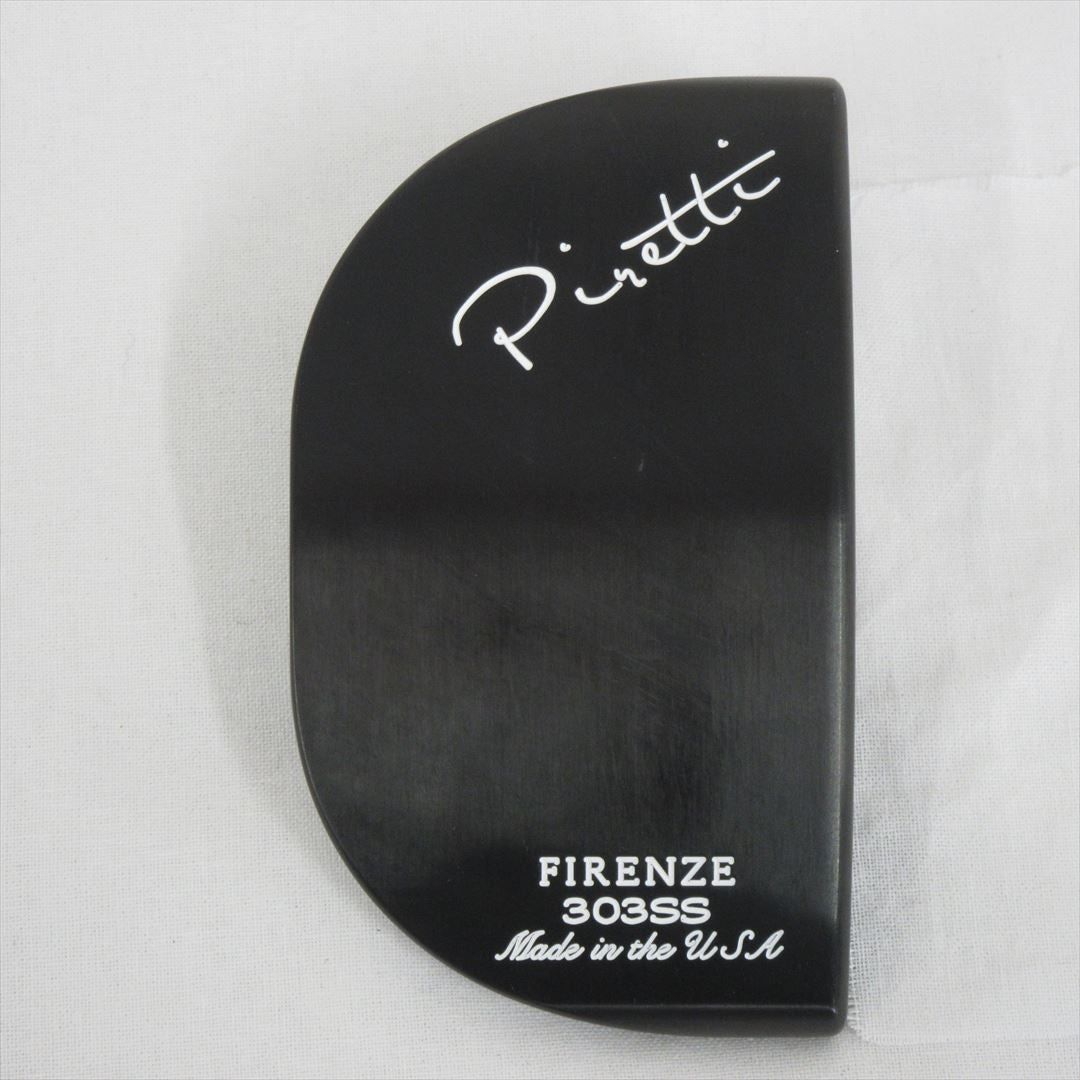 Piretti
FIRENZE
303SS
Made in the USA